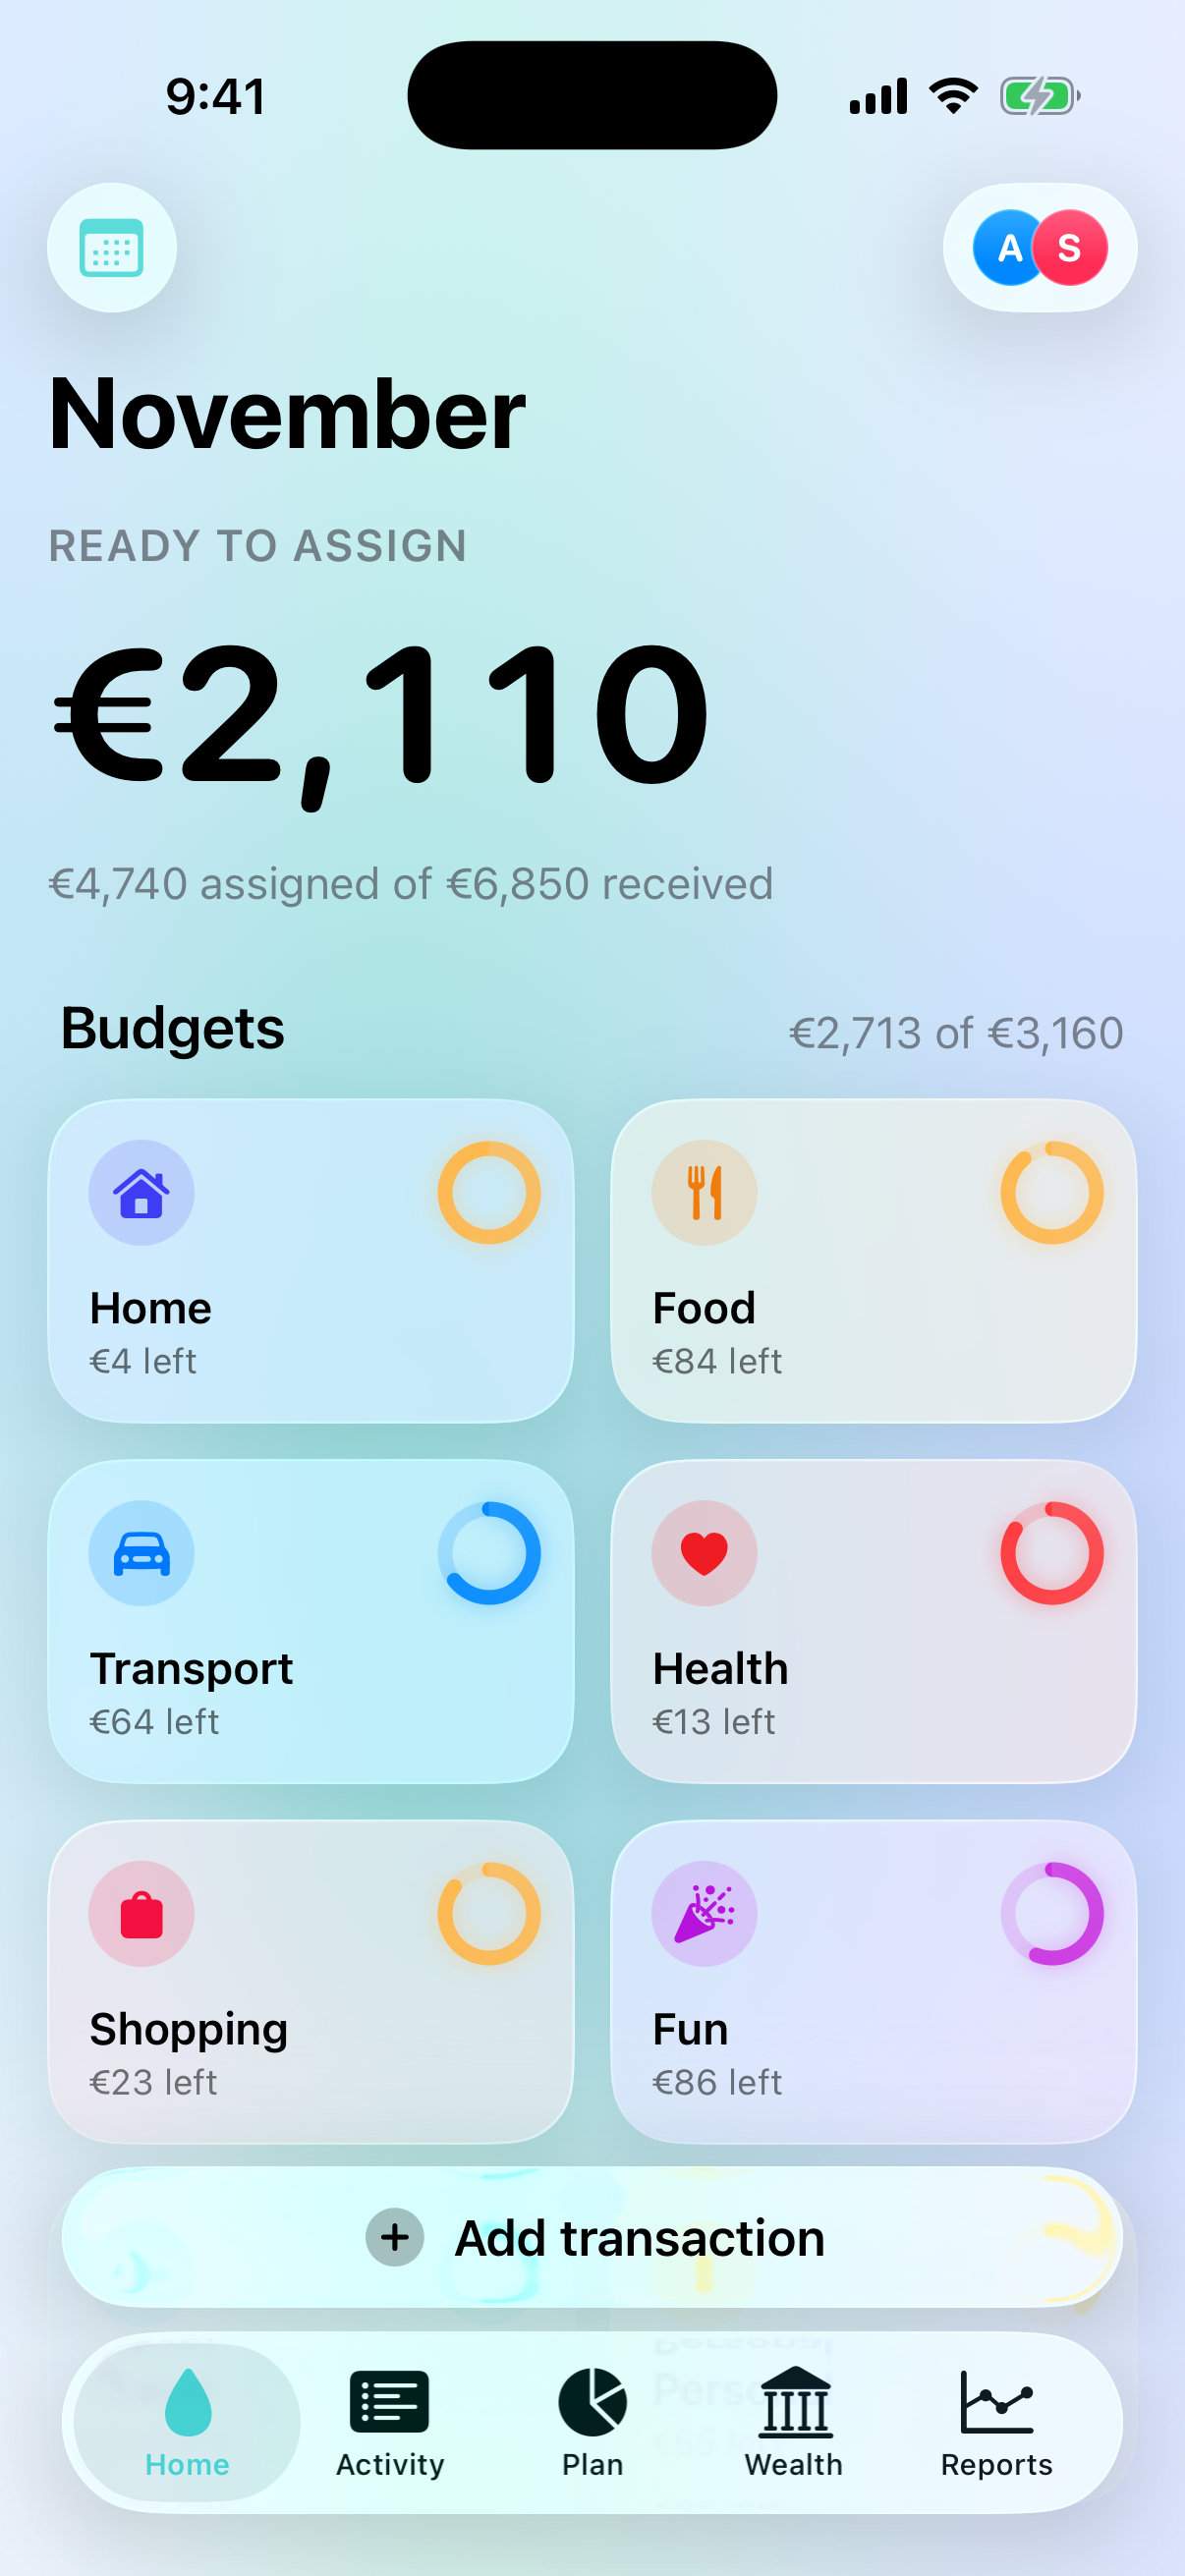 9:41
A S
November
READY TO ASSIGN
€2,110
€4,740 assigned of €6,850 received
Budgets €2,713 of €3,160
Home Food
€4 left €84 left
Transport Health
€64 left €13 left
Shopping Fun
€23 left €86 left
Add transaction
Home Activity Plan Wealth Reports